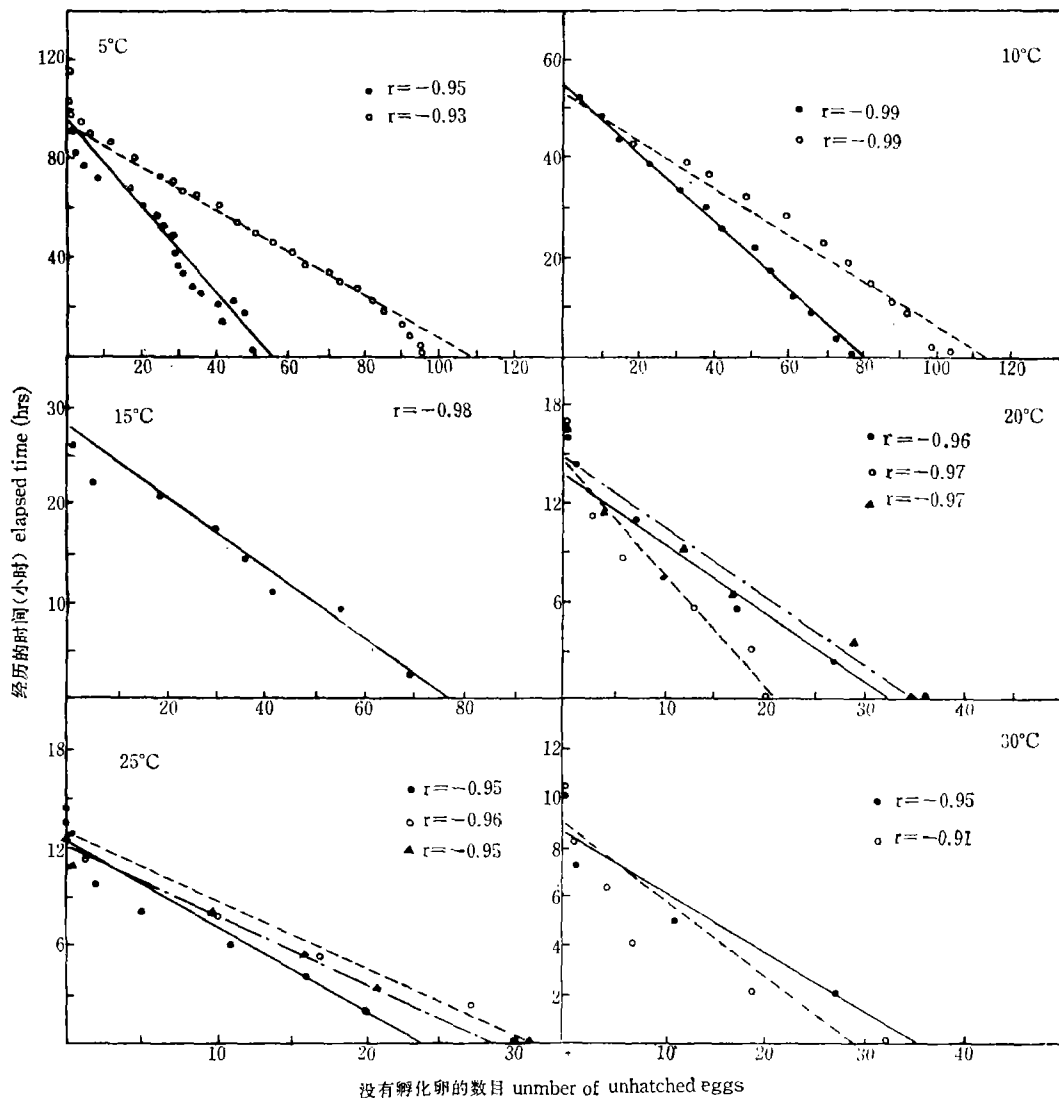 5°C
r=-0.95
r=-0.93
120
80
40
20 40 60 80 100 120
10°C
r=-0.99
r=-0.99
60
40
20
20 40 60 80 100 120
15°C
r=-0.98
30
20
10
20 40 60 80
20°C
r=-0.96
r=-0.97
r=-0.97
18
12
6
10 20 30 40
25°C
r=-0.95
r=-0.96
r=-0.95
18
12
6
10 20 30
30°C
r=-0.95
r=-0.91
12
10
8
6
4
2
10 20 30 40
经历的时间(小时) elapsed time (hrs)
没有孵化卵的数目 unmber of unhatched eggs